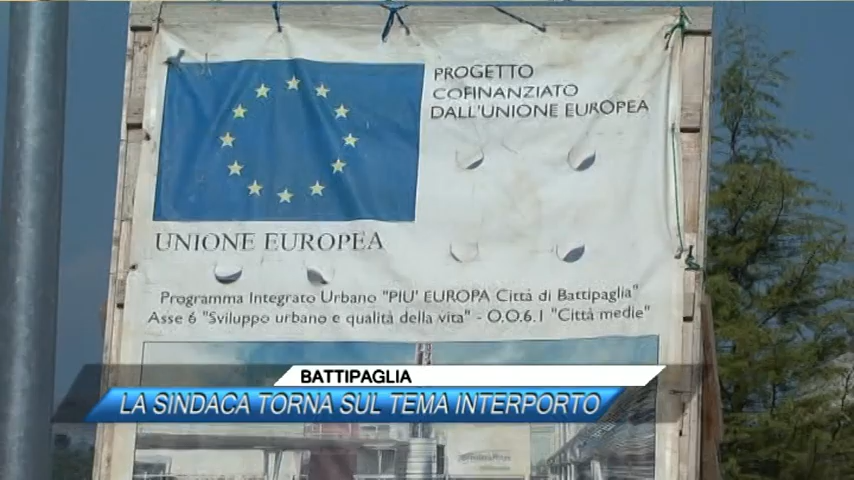 PROGETTO
COFINANZIATO
DALL'UNIONE EUROPEA
UNIONE EUROPEA
Programma Integrato Urbano "PIU' EUROPA Città di Battipaglia"
Asse 6 "Sviluppo urbano e qualità della vita" - O.O.6.1 "Città medie"
BATTIPAGLIA
LA SINDACA TORNA SUL TEMA INTERPORTO